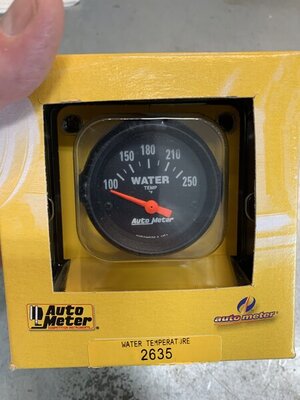 180
150 210
100 WATER 250
TEMP
°F
Auto Meter
Auto
Meter
auto meter
WATER TEMPERATURE
2635